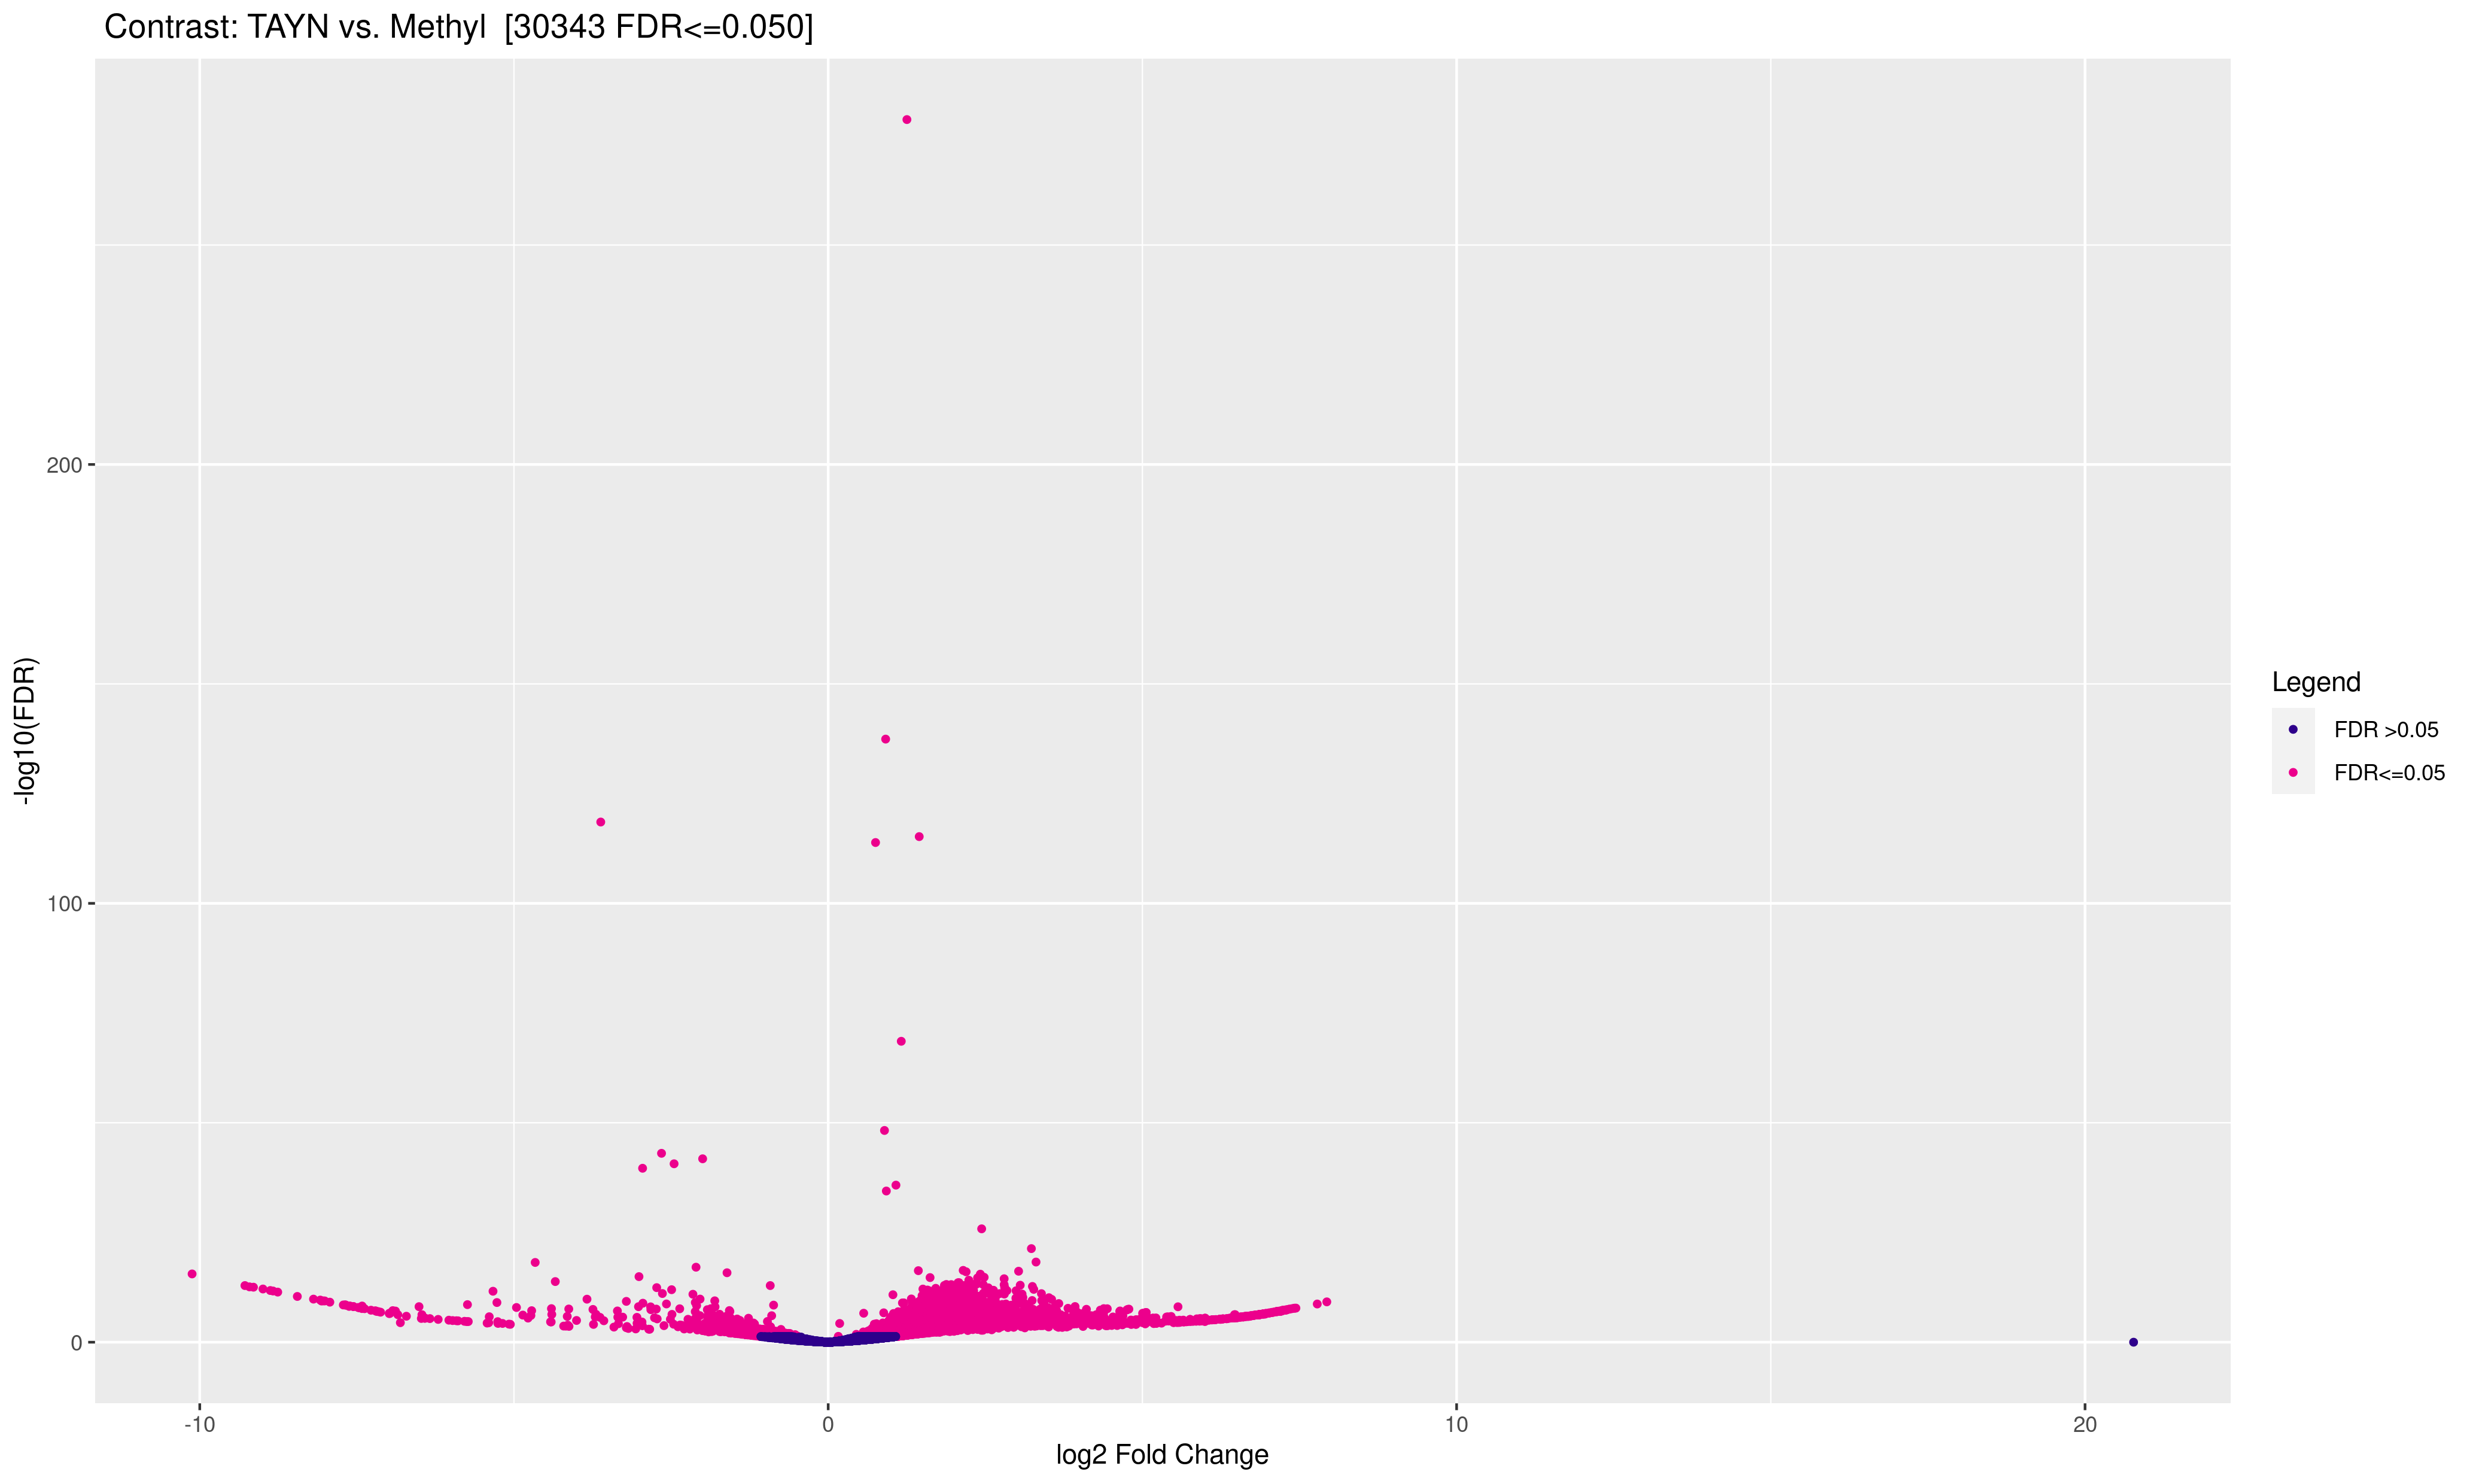 Contrast: TAYN vs. Methyl  [30343 FDR<=0.050]
-log10(FDR)
200
100
0
-10
0
10
20
log2 Fold Change
Legend
FDR >0.05
FDR<=0.05